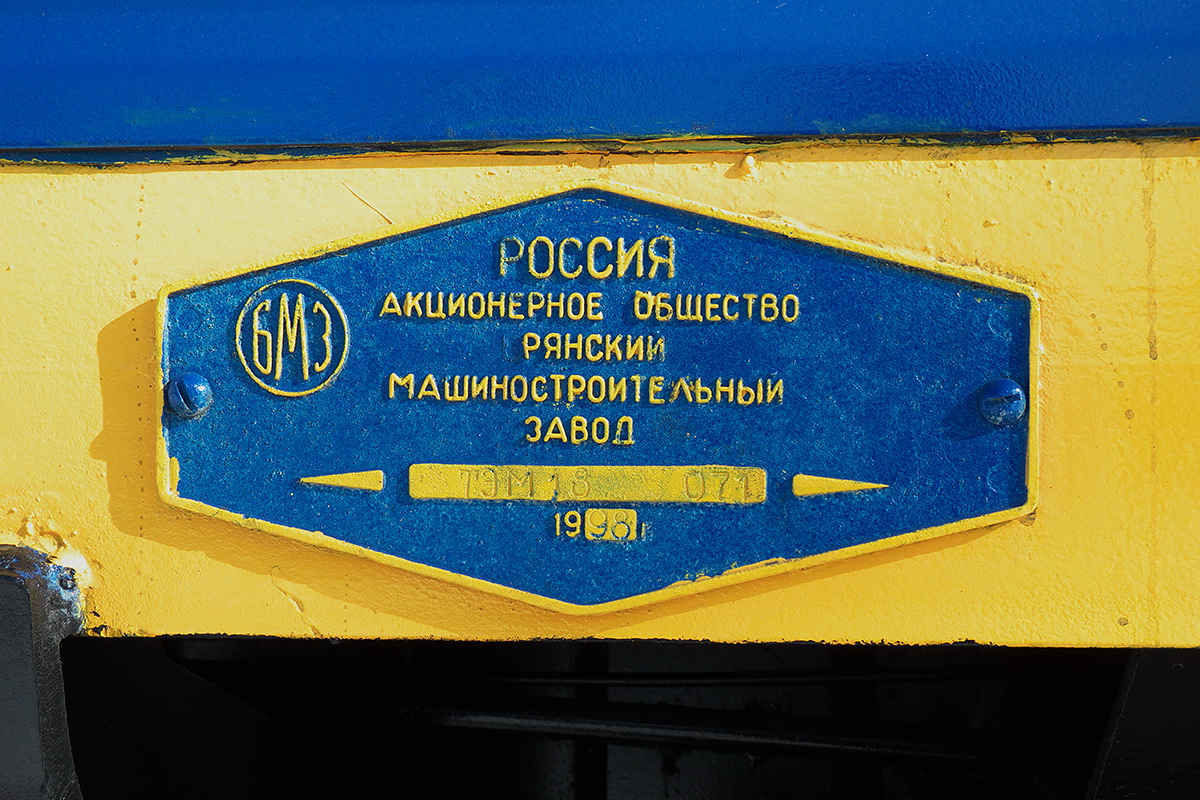 РОССИЯ
БМЗ
АКЦИОНЕРНОЕ ОБЩЕСТВО
РЯНСКИЙ
МАШИНОСТРОИТЕЛЬНЫЙ
ЗАВОД
ТЭМ18 071
1998г